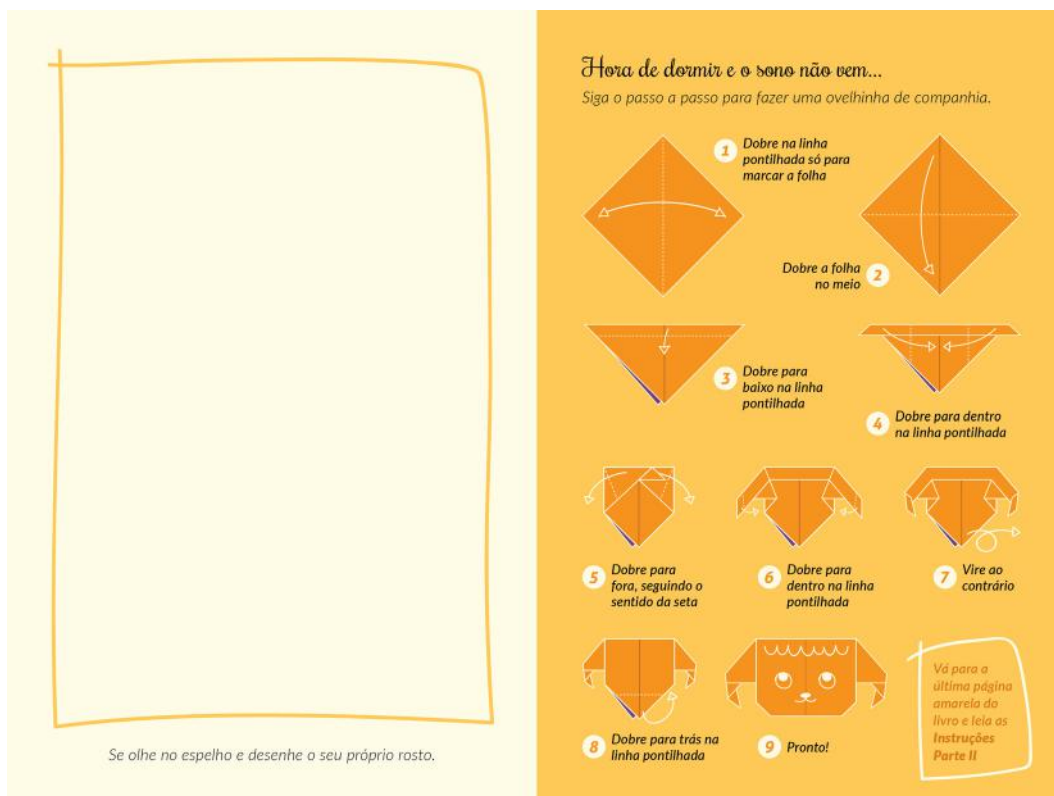 Se olhe no espelho e desenhe o seu próprio rosto.
Hora de dormir e o sono não vem...
Siga o passo a passo para fazer uma ovelhinha de companhia.
1 Dobre na linha
pontilhada só para
marcar a folha
Dobre a folha 2
no meio
3 Dobre para
baixo na linha
pontilhada
4 Dobre para dentro
na linha pontilhada
5 Dobre para
fora, seguindo o
sentido da seta
6 Dobre para
dentro na linha
pontilhada
7 Vire ao
contrário
8 Dobre para trás na
linha pontilhada
9 Pronto!
Vá para a
última página
amarela do
livro e leia as
Instruções
Parte II